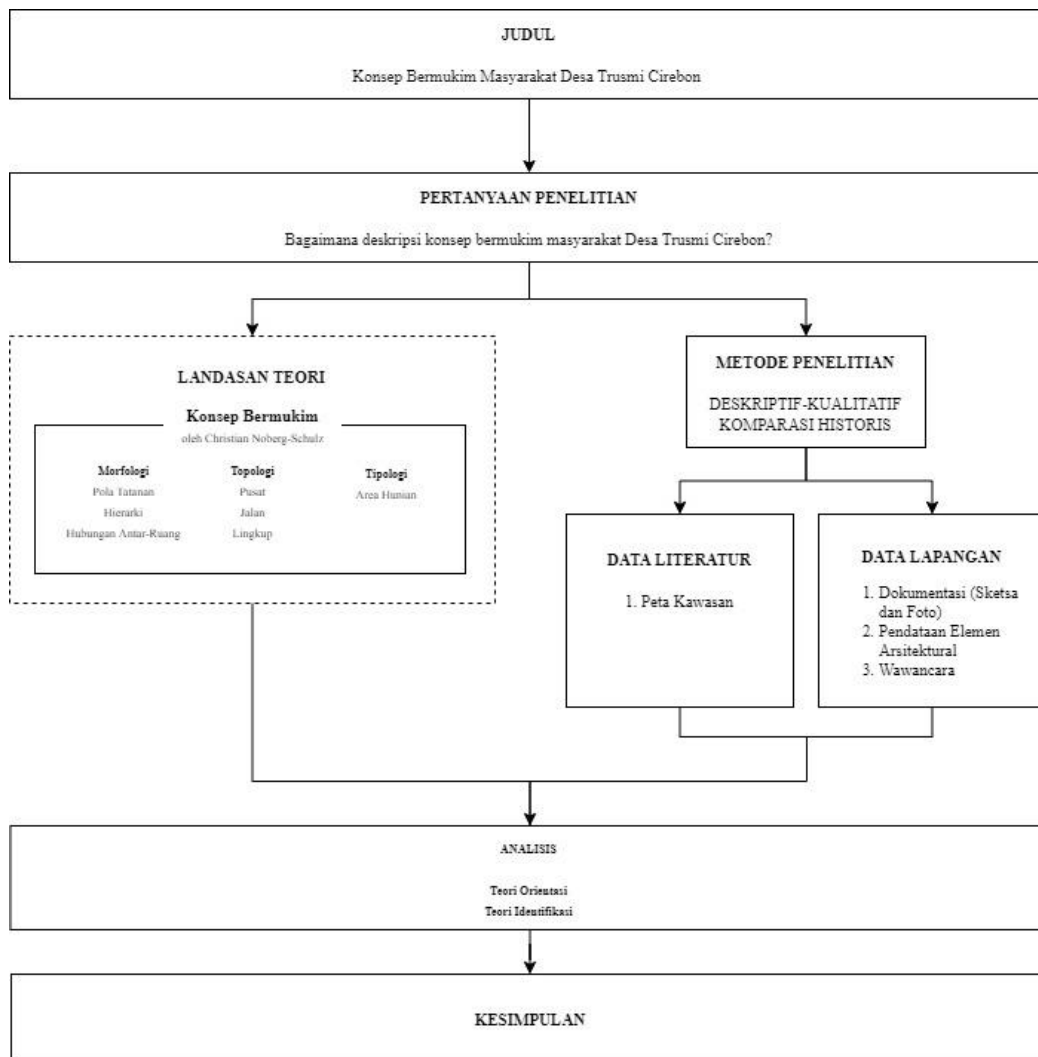 JUDUL
Konsep Bermukim Masyarakat Desa Trusmi Cirebon
PERTANYAAN PENELITIAN
Bagaimana deskripsi konsep bermukim masyarakat Desa Trusmi Cirebon?
LANDASAN TEORI
Konsep Bermukim
oleh Christian Noberg-Schulz
Morfologi
Pola Tatanan
Hierarki
Hubungan Antar-Ruang
Topologi
Pusat
Jalan
Lingkup
Tipologi
Area Hunian
METODE PENELITIAN
DESKRIPTIF-KUALITATIF
KOMPARASI HISTORIS
DATA LITERATUR
1. Peta Kawasan
DATA LAPANGAN
1. Dokumentasi (Sketsa
dan Foto)
2. Pendataan Elemen
Arsitektural
3. Wawancara
ANALISIS
Teori Orientasi
Teori Identifikasi
KESIMPULAN